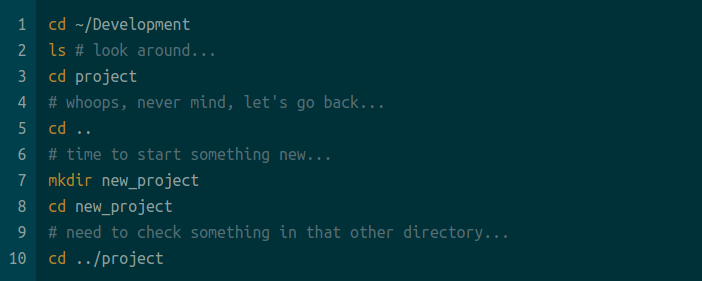 1 cd ~/Development
2 ls # look around...
3 cd project
4 # whoops, never mind, let's go back...
5 cd ..
6 # time to start something new...
7 mkdir new_project
8 cd new_project
9 # need to check something in that other directory...
10 cd ../project